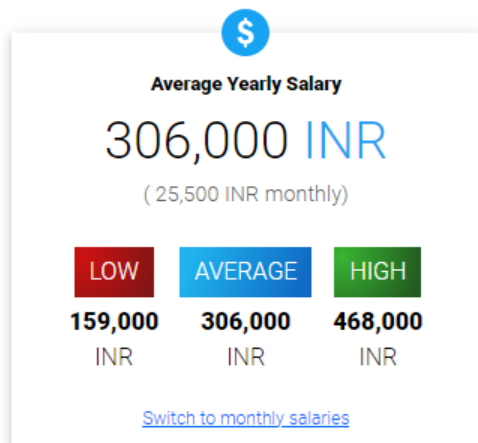 $
Average Yearly Salary
306,000 INR
( 25,500 INR monthly)
LOW AVERAGE HIGH
159,000 306,000 468,000
INR INR INR
Switch to monthly salaries